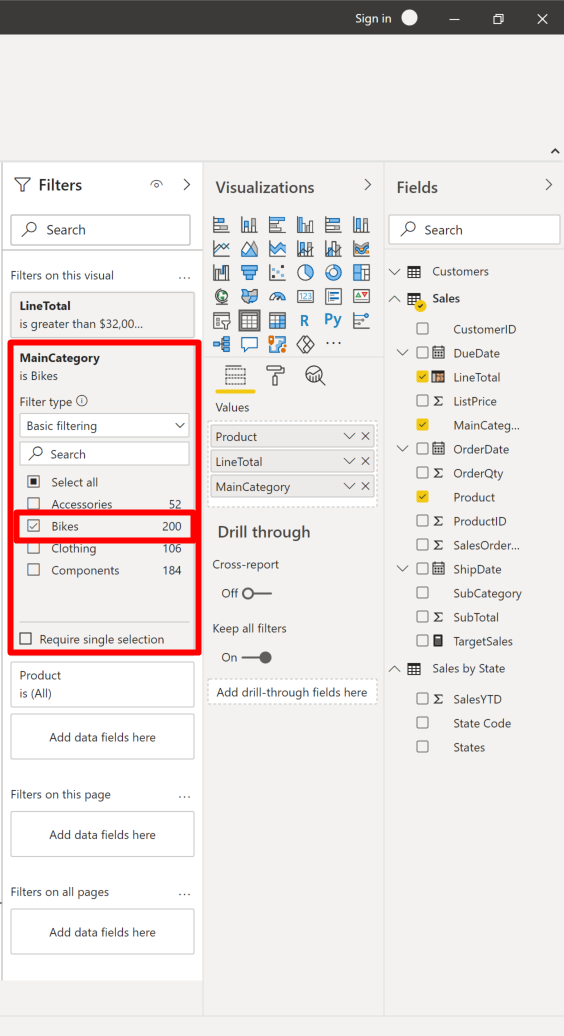 Sign in
Filters
Search
Filters on this visual
...
LineTotal
is greater than $32,00...
MainCategory
is Bikes
Filter type
Basic filtering
Search
Select all
Accessories 52
Bikes 200
Clothing 106
Components 184
Require single selection
Product
is (All)
Add data fields here
Filters on this page
...
Add data fields here
Filters on all pages
...
Add data fields here
Visualizations
123
R Py
...
Values
Product
LineTotal
MainCategory
Drill through
Cross-report
Off
Keep all filters
On
Add drill-through fields here
Fields
Search
Customers
Sales
CustomerID
DueDate
LineTotal
Σ ListPrice
MainCateg...
OrderDate
Σ OrderQty
Product
Σ ProductID
Σ SalesOrder...
ShipDate
SubCategory
Σ SubTotal
TargetSales
Sales by State
Σ SalesYTD
State Code
States